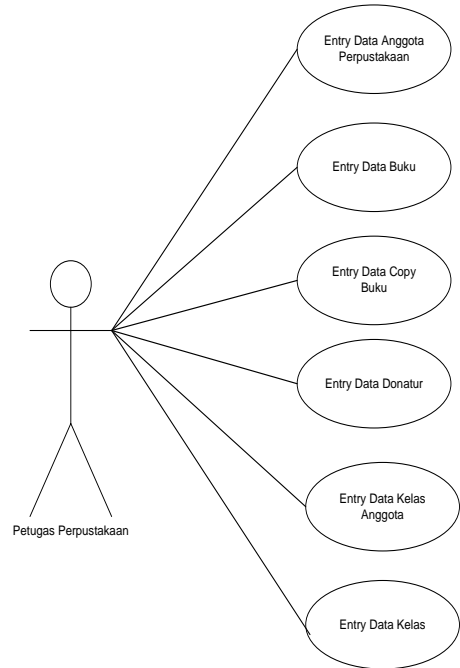 Entry Data Anggota
Perpustakaan
Entry Data Buku
Entry Data Copy
Buku
Entry Data Donatur
Entry Data Kelas
Anggota
Petugas Perpustakaan
Entry Data Kelas